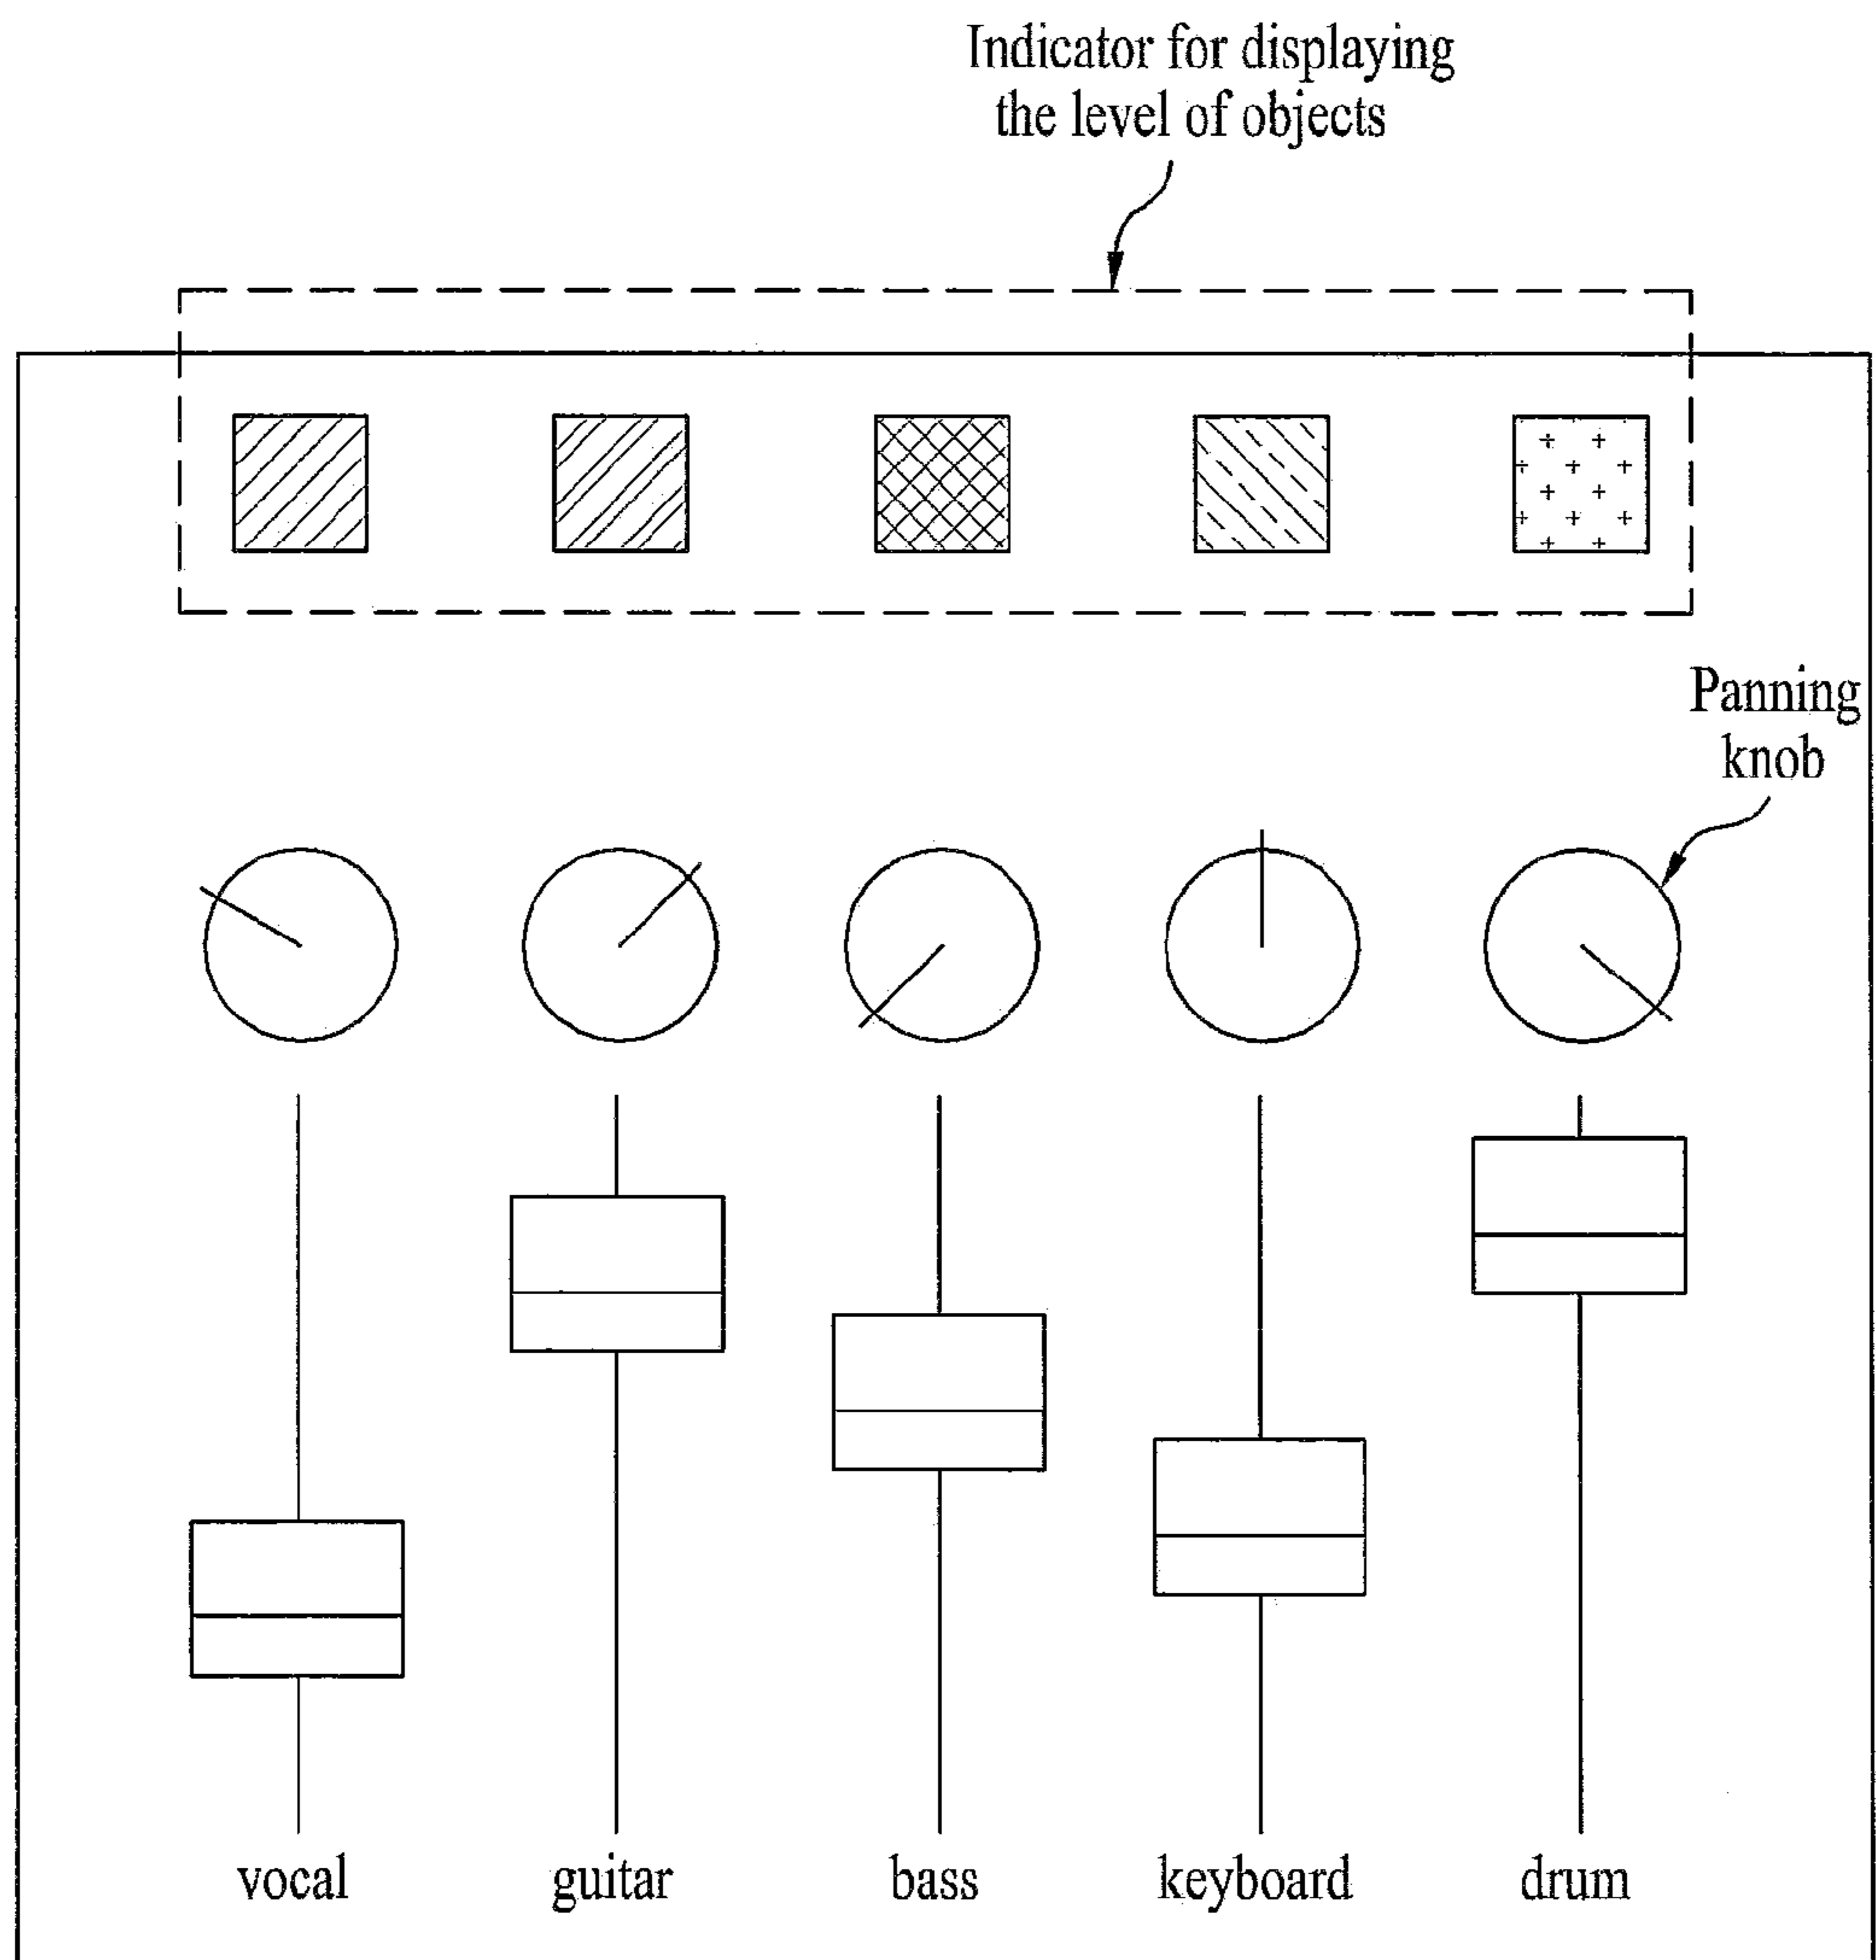 Indicator for displaying
the level of objects
Panning
knob
vocal guitar bass keyboard drum